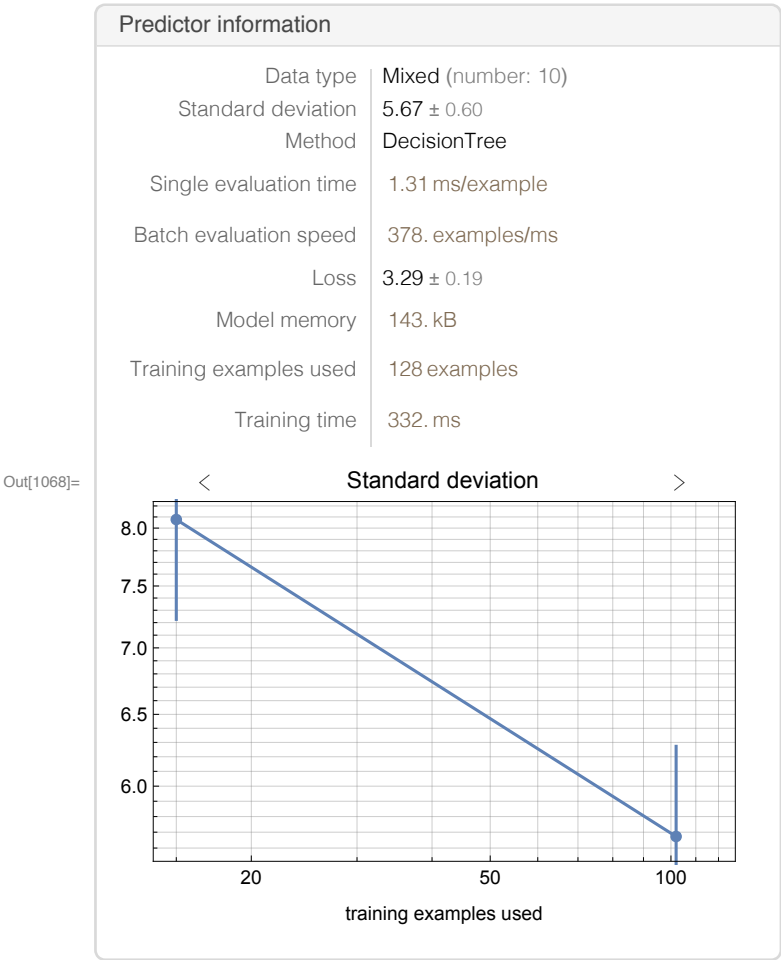 Predictor information
Data type Mixed (number: 10)
Standard deviation 5.67 ± 0.60
Method DecisionTree
Single evaluation time 1.31 ms/example
Batch evaluation speed 378. examples/ms
Loss 3.29 ± 0.19
Model memory 143. kB
Training examples used 128 examples
Training time 332. ms
Out[1068]=
< Standard deviation >
8.0
7.5
7.0
6.5
6.0
20 50 100
training examples used